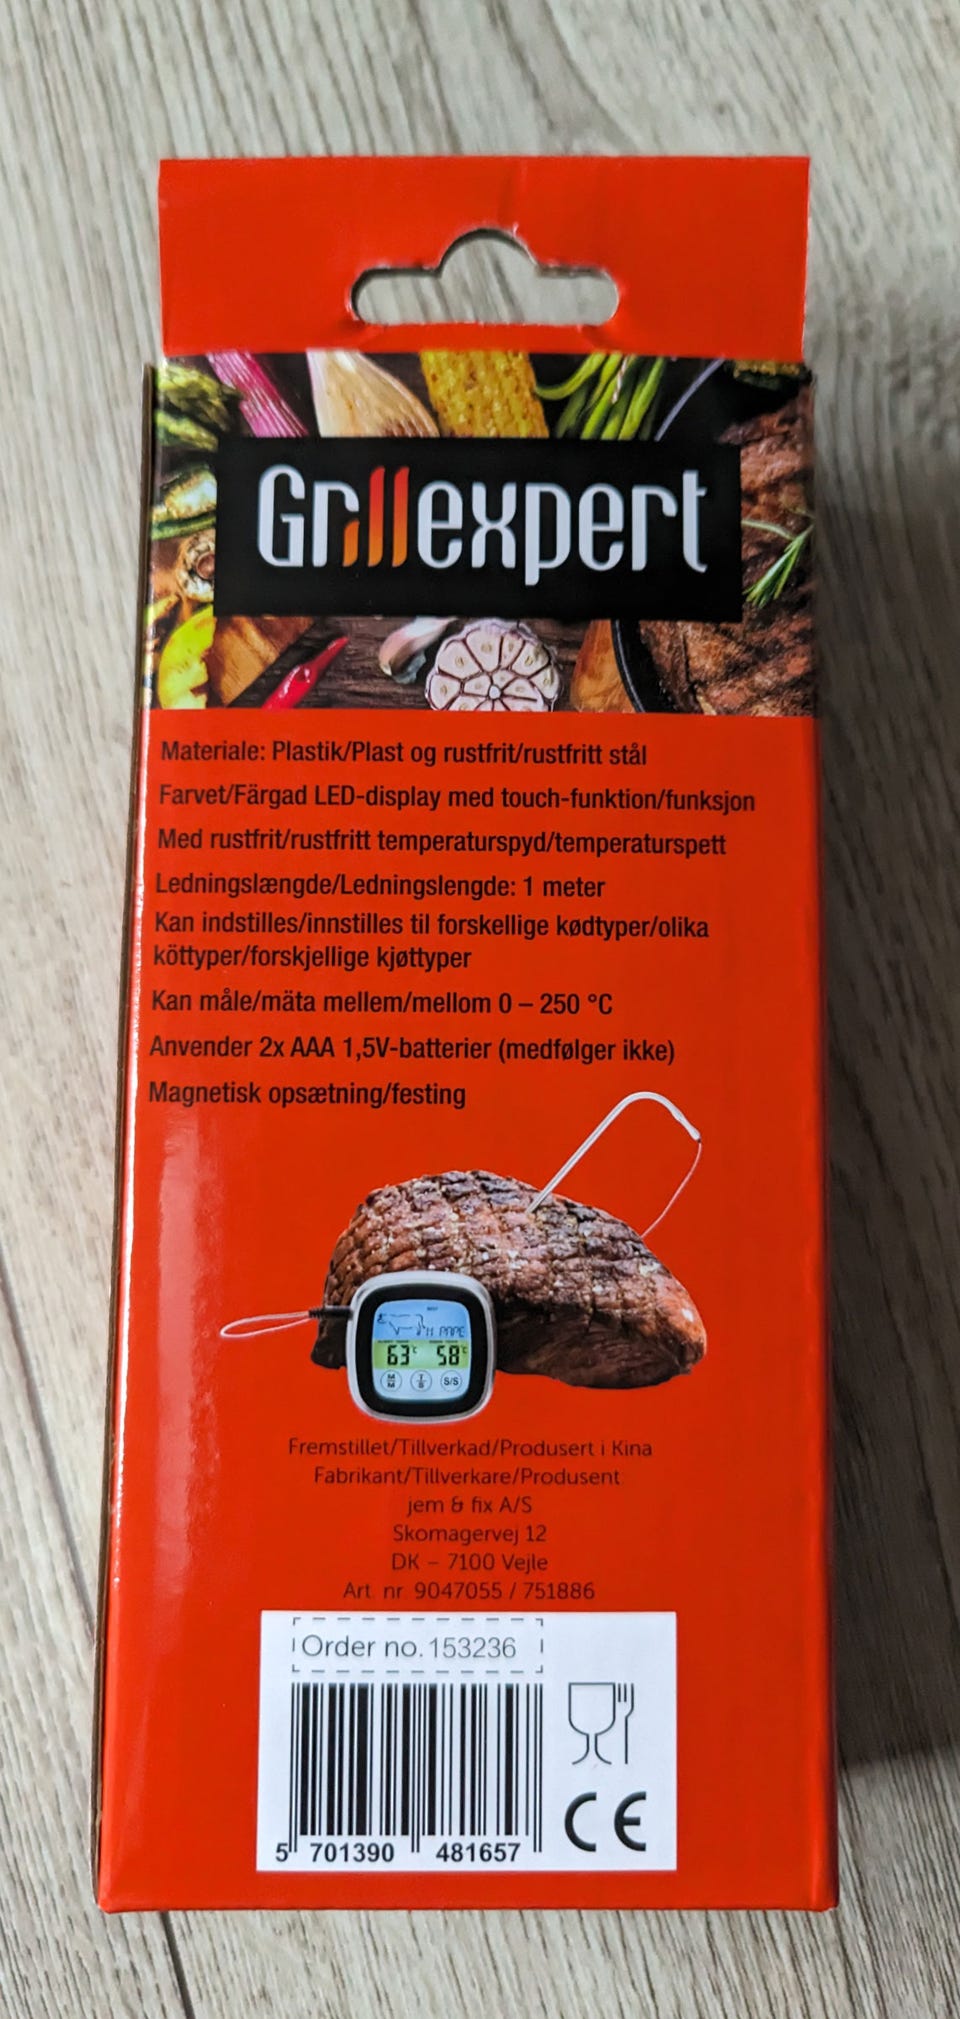 Grillexpert
Materiale: Plastik/Plast og rustfrit/rustfritt stål
Farvet/Färgad LED-display med touch-funktion/funksjon
Med rustfrit/rustfritt temperaturspyd/temperaturspett
Ledningslængde/Ledningslengde: 1 meter
Kan indstilles/innstilles til forskellige kødtyper/olika
köttyper/forskjellige kjøttyper
Kan måle/mäta mellem/mellom 0 – 250 °C
Anvender 2x AAA 1,5V-batterier (medfølger ikke)
Magnetisk opsætning/festing
63°C 58°C
S/S
Fremstillet/Tillverkad/Produsert i Kina
Fabrikant/Tillverkare/Produsent
jem & fix A/S
Skomagervej 12
DK – 7100 Vejle
Art. nr. 9047055 / 751886
Order no. 153236
5 701390 481657
CE